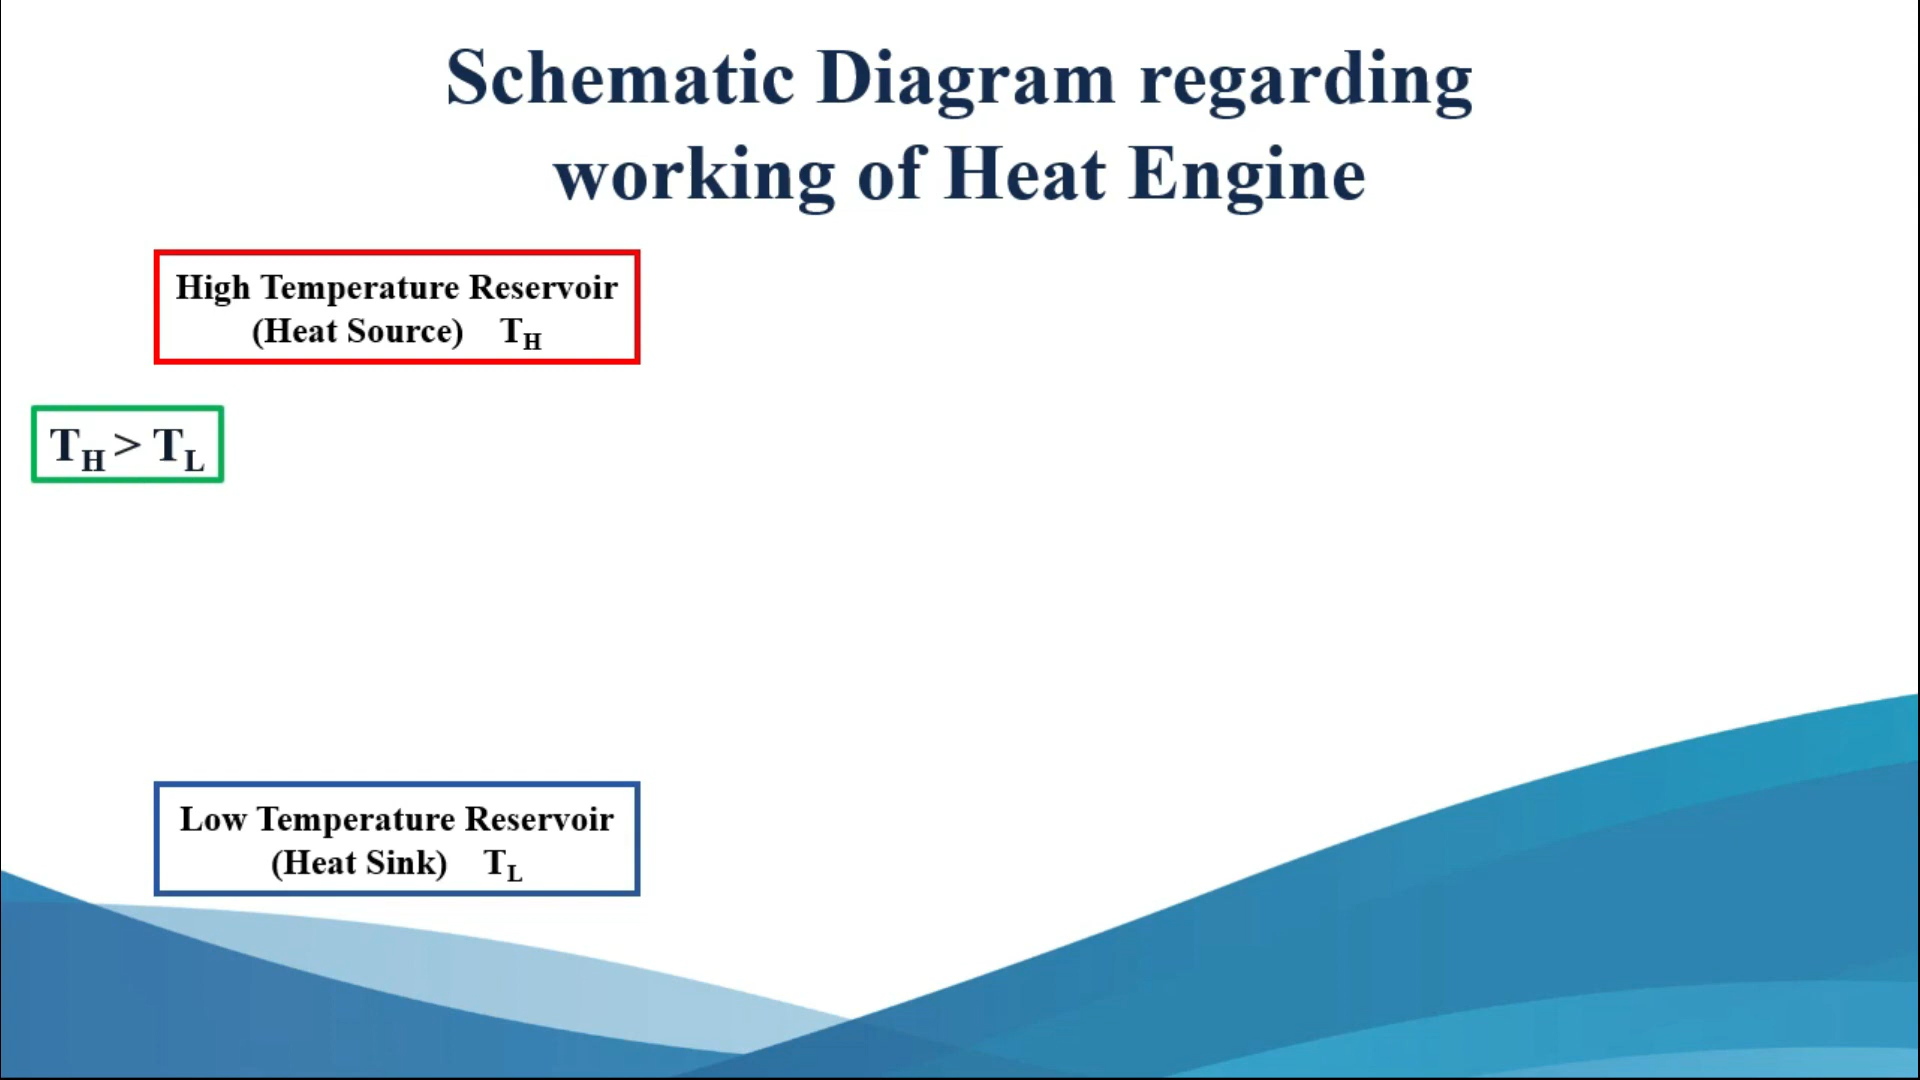 Schematic Diagram regarding
working of Heat Engine
High Temperature Reservoir
(Heat Source) T_H
T_H > T_L
Low Temperature Reservoir
(Heat Sink) T_L